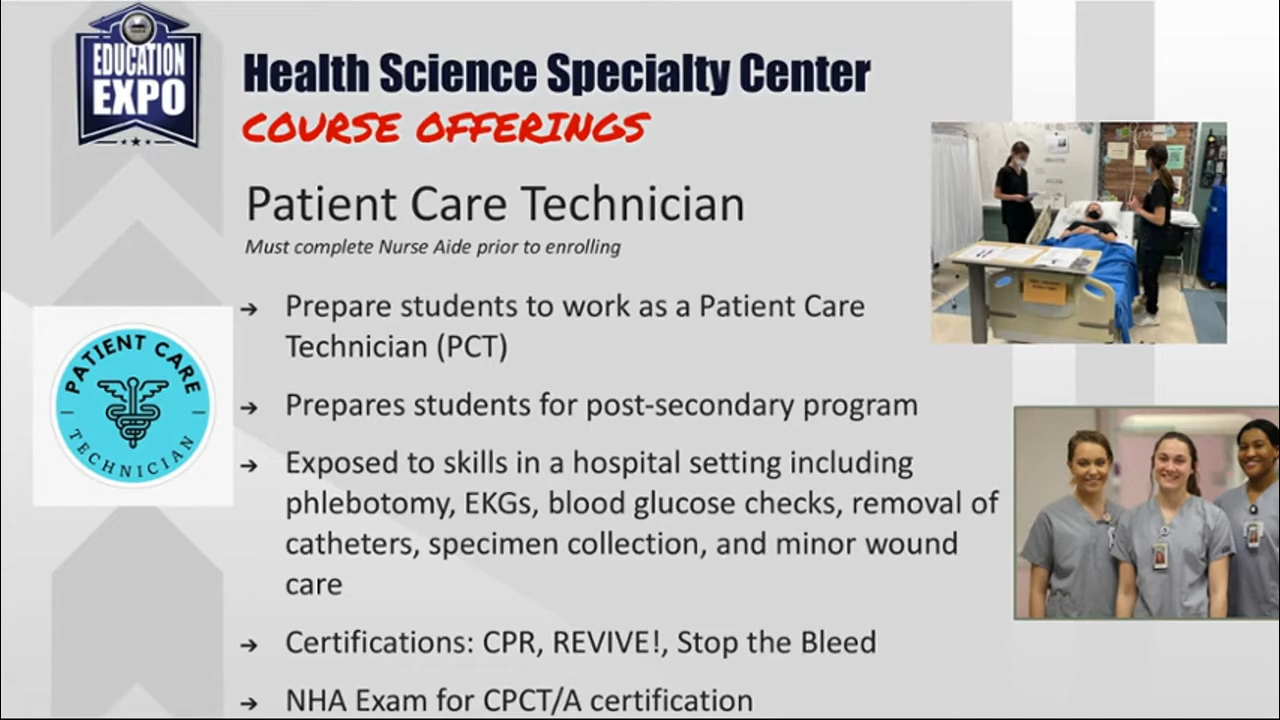 EDUCATION
EXPO
Health Science Specialty Center
COURSE OFFERINGS
Patient Care Technician
Must complete Nurse Aide prior to enrolling
→ Prepare students to work as a Patient Care
Technician (PCT)
→ Prepares students for post-secondary program
→ Exposed to skills in a hospital setting including
phlebotomy, EKGs, blood glucose checks, removal of
catheters, specimen collection, and minor wound
care
→ Certifications: CPR, REVIVE!, Stop the Bleed
→ NHA Exam for CPCT/A certification
PATIENT CARE
TECHNICIAN